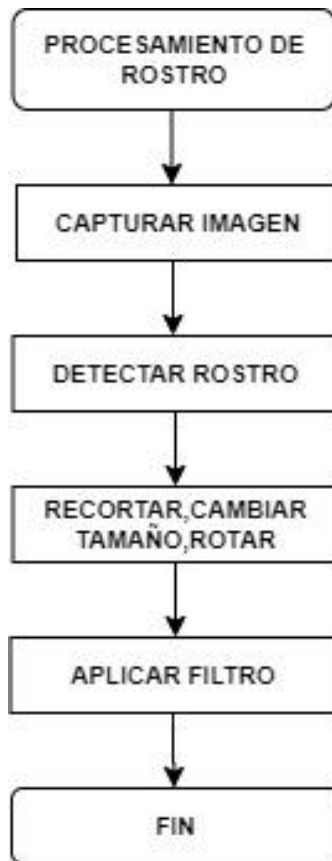 PROCESAMIENTO DE
ROSTRO
CAPTURAR IMAGEN
DETECTAR ROSTRO
RECORTAR,CAMBIAR
TAMAÑO,ROTAR
APLICAR FILTRO
FIN